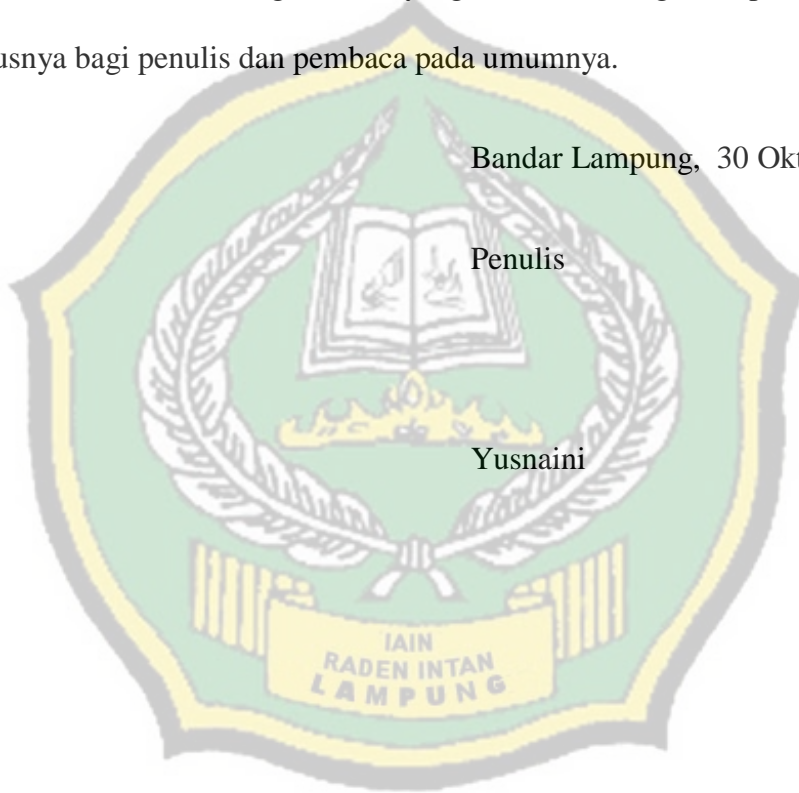 usnya bagi penulis dan pembaca pada umumnya.
Bandar Lampung, 30 Okt
Penulis
Yusnaini
IAIN
RADEN INTAN
LAMPUNG